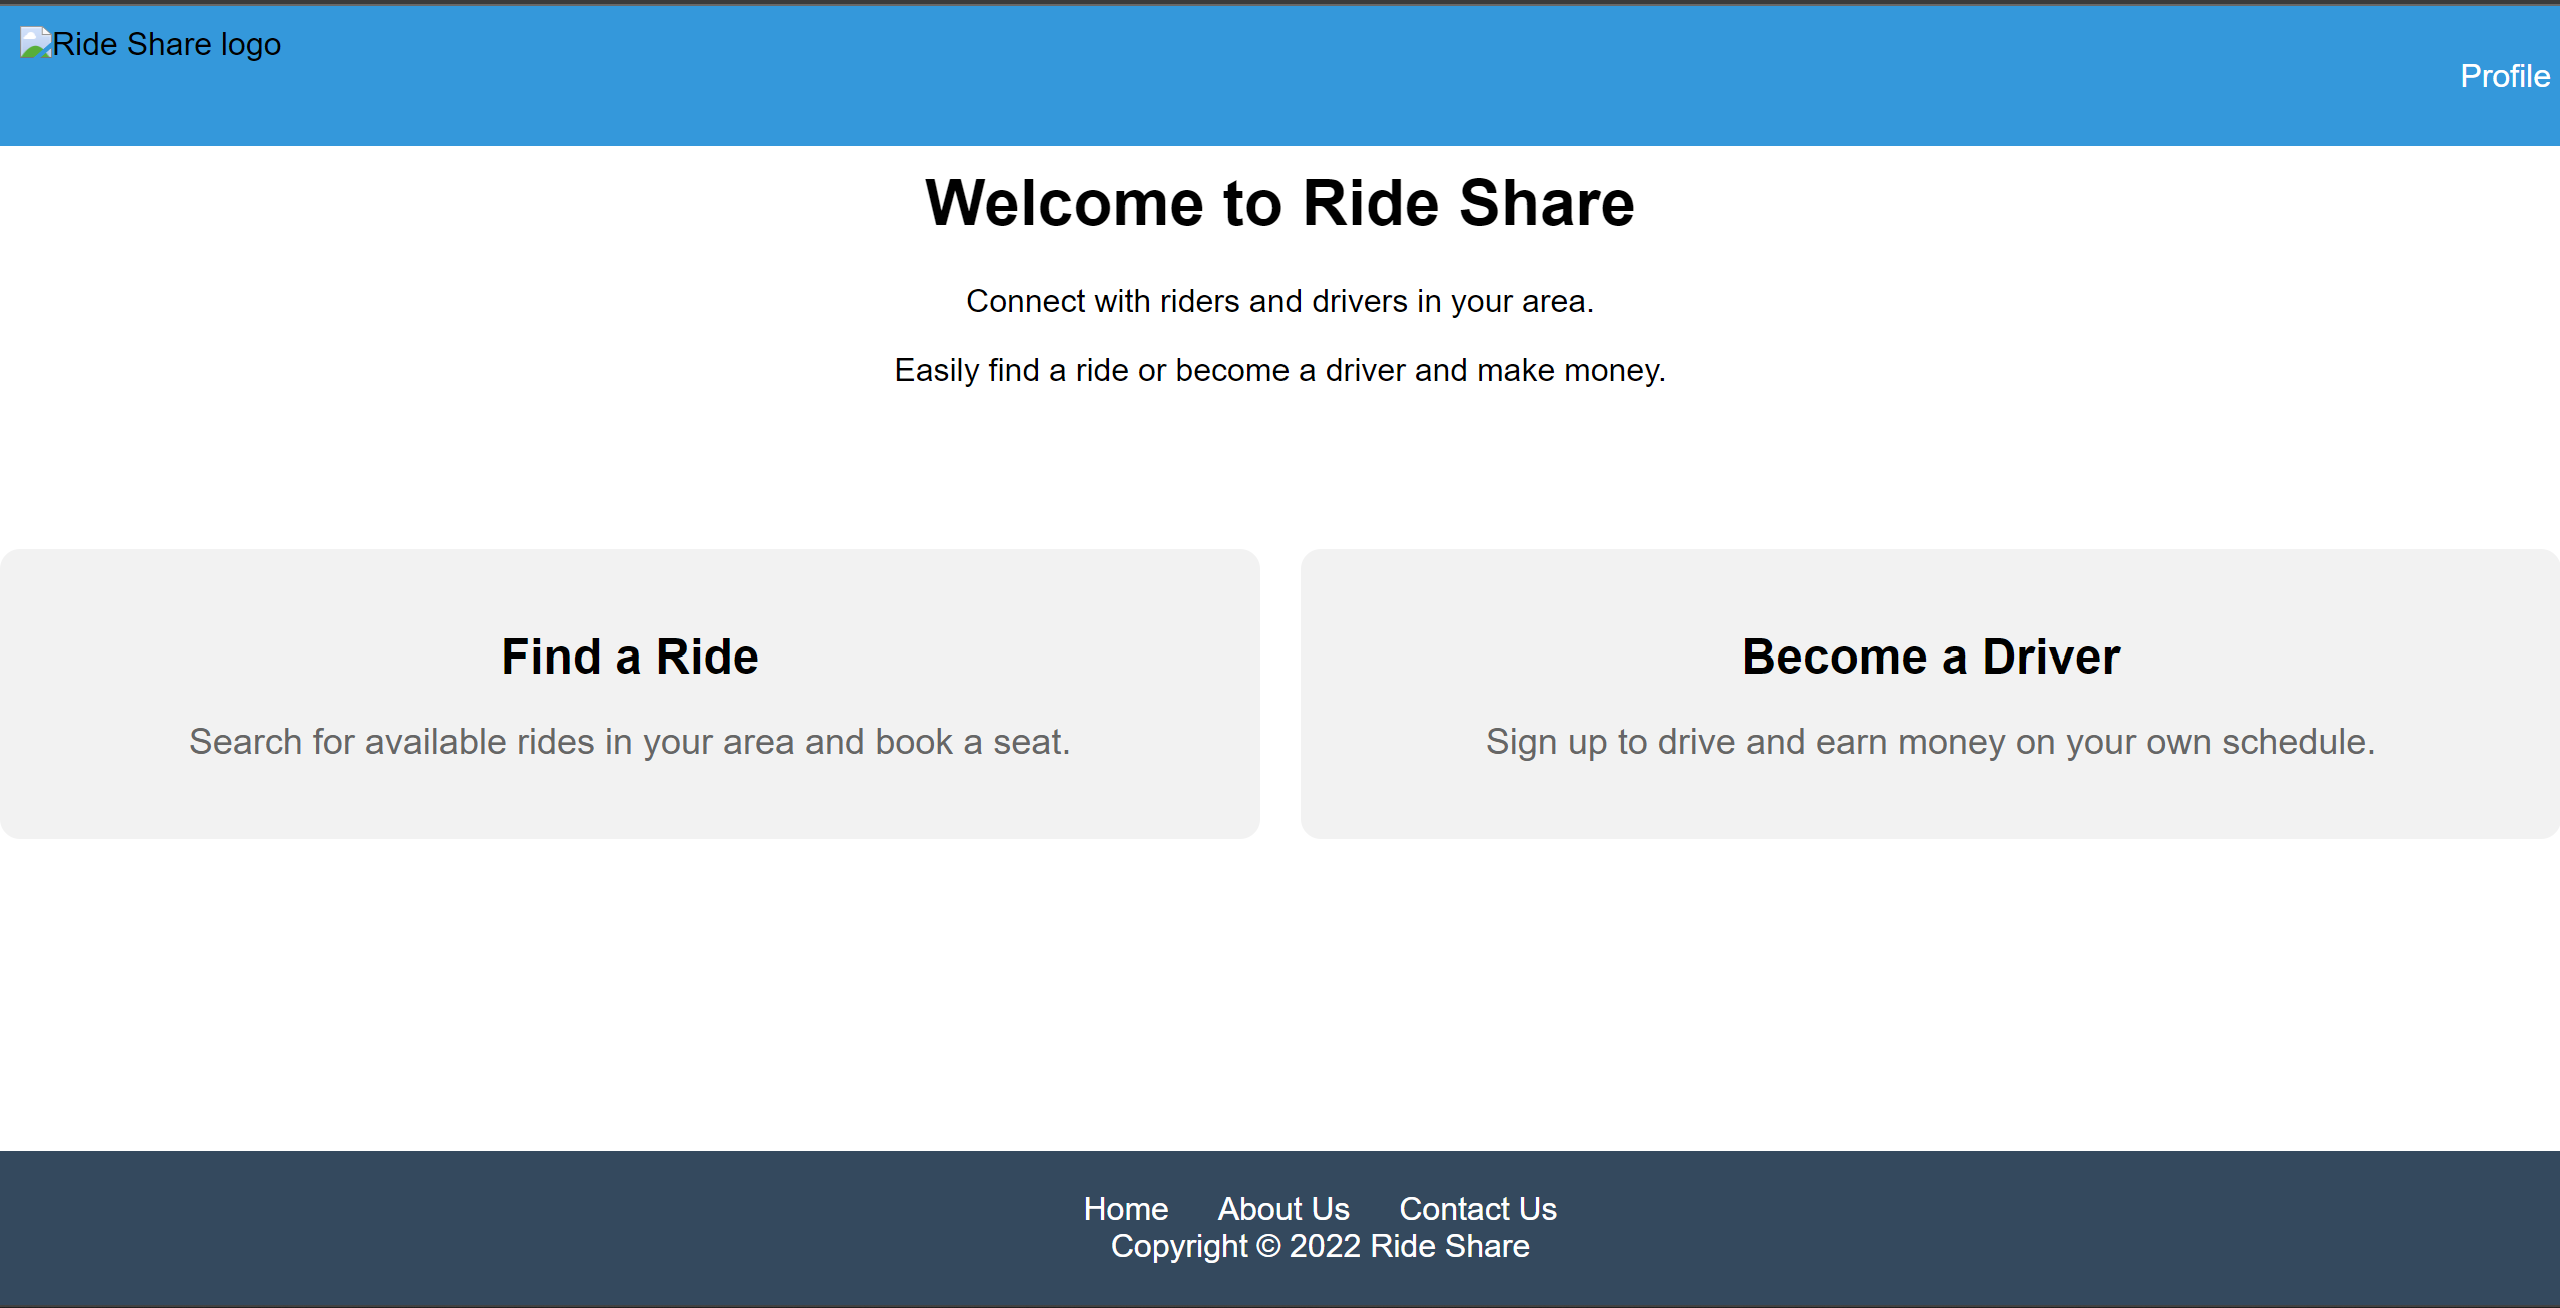 Ride Share logo
Profile
Welcome to Ride Share
Connect with riders and drivers in your area.
Easily find a ride or become a driver and make money.
Find a Ride
Search for available rides in your area and book a seat.
Become a Driver
Sign up to drive and earn money on your own schedule.
Home About Us Contact Us
Copyright © 2022 Ride Share